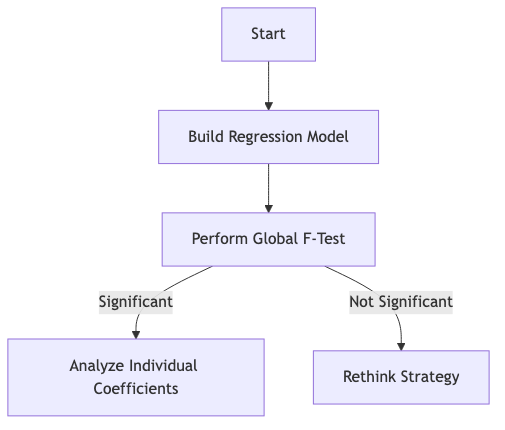 Start
Build Regression Model
Perform Global F-Test
Significant
Not Significant
Analyze Individual
Coefficients
Rethink Strategy